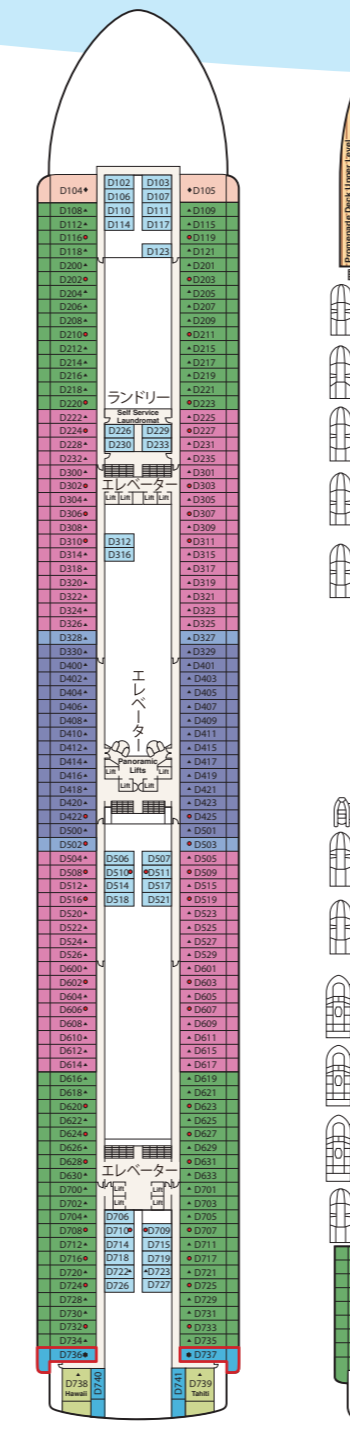 D102 D103
D104♦ D106 D107 ♦D105
D108▲ D110 D111 ▲D109
D112▲ D114 D117 ▲D115
D116● ●D119
D118▲ D123 ▲D121
D200▲ ▲D201
D202● ●D203
D204▲ ▲D205
D206▲ ▲D207
D208▲ ▲D209
D210● ●D211
D212▲ ▲D215
D214▲ ▲D217
D216▲ ▲D219
D218▲ ▲D221
D220● ランドリー ●D223
D222▲ Self Service Laundromat ▲D225
D224● D226 D229 ●D227
D228▲ D230 D233 ▲D231
D232▲ ▲D235
D300▲ ▲D301
D302● エレベーター ●D303
D304▲ Lift Lift Lift Lift ▲D305
D306● ●D307
D308▲ ▲D309
D310● D312 ●D311
D314▲ D316 ▲D315
D318▲ ▲D317
D320▲ ▲D319
D322▲ ▲D321
D324▲ ▲D323
D326▲ ▲D325
D328▲ ▲D327
D330▲ ▲D329
D400▲ ▲D401
D402▲ ▲D403
D404▲ ▲D405
D406▲ ▲D407
D408▲ ▲D409
D410▲ ▲D411
D412▲ ▲D415
エレベーター
D414▲ Panoramic Lifts ▲D417
D416▲ Lift Lift ▲D419
D418▲ Lift Lift ▲D421
D420▲ ▲D423
D422● ●D425
D500▲ ▲D501
D502● ●D503
D504▲ D506 D507 ▲D505
D508● D510● ●D511 ●D509
D512▲ D514 D517 ▲D515
D516● D518 D521 ●D519
D520▲ ▲D523
D522▲ ▲D525
D524▲ ▲D527
D526▲ ▲D529
D600▲ ▲D601
D602● ●D603
D604▲ ▲D605
D606● ●D607
D608▲ ▲D609
D610▲ ▲D611
D612▲ ▲D615
D614▲ ▲D617
D616▲ ▲D619
D618▲ ▲D621
D620● ●D623
D622▲ ▲D625
D624● ●D627
D626▲ ▲D629
D628● ●D631
D630▲ エレベーター ▲D633
D700▲ Lift Lift ▲D701
D702▲ Lift Lift ▲D703
D704▲ D706 ▲D705
D708● D710● ●D709 ●D707
D712▲ D714 D715 ▲D711
D716● D718 D719 ●D717
D720▲ D722▲ ▲D723 ▲D721
D724● D726 D727 ●D725
D728▲ ▲D729
D730▲ ▲D731
D732● ●D733
D734▲ ▲D735
D736● ●D737
▲ D738 Hawaii D740 D741 ▲ D739 Tahiti
Promenade Deck Upper Level